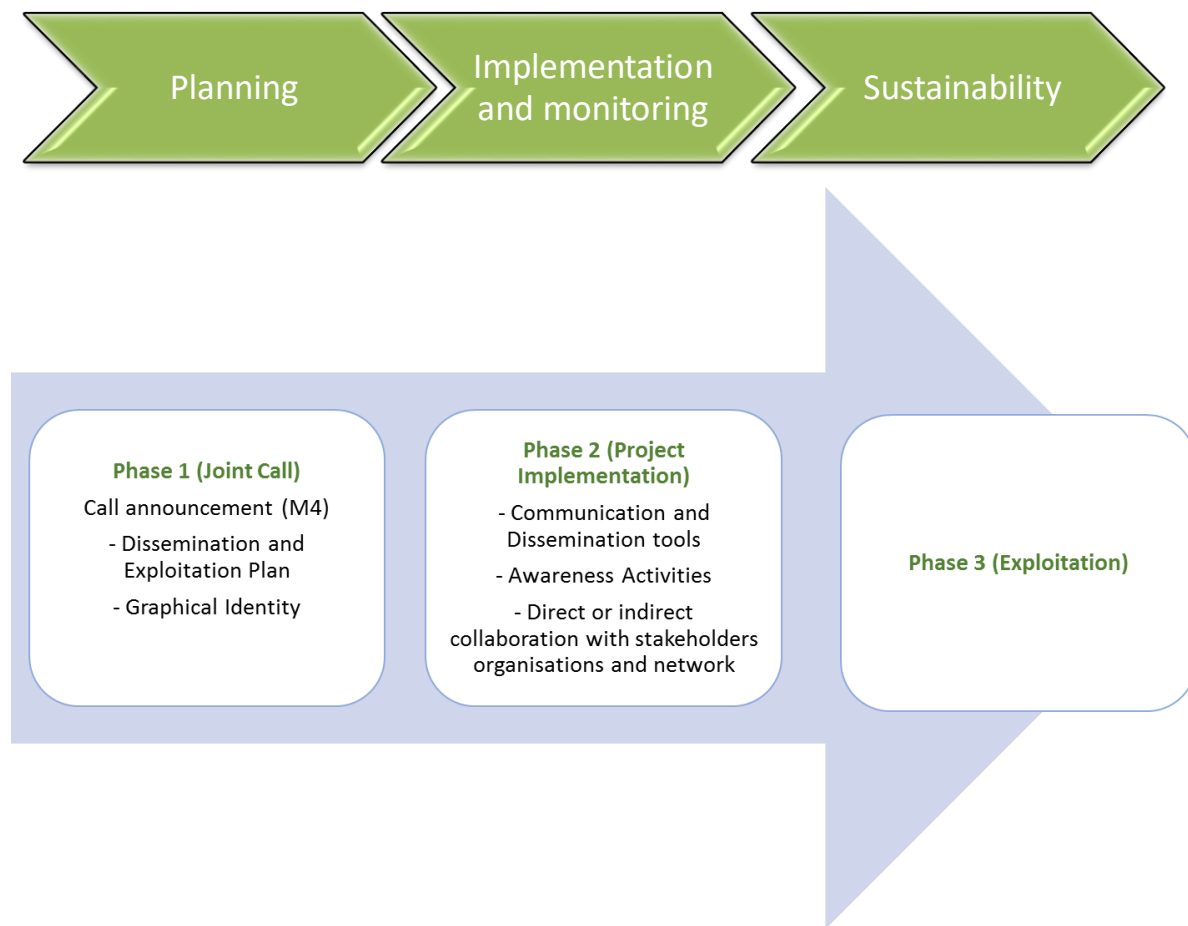 Planning
Implementation
and monitoring
Sustainability
Phase 1 (Joint Call)
Call announcement (M4)
- Dissemination and
Exploitation Plan
- Graphical Identity
Phase 2 (Project
Implementation)
- Communication and
Dissemination tools
- Awareness Activities
- Direct or indirect
collaboration with stakeholders
organisations and network
Phase 3 (Exploitation)